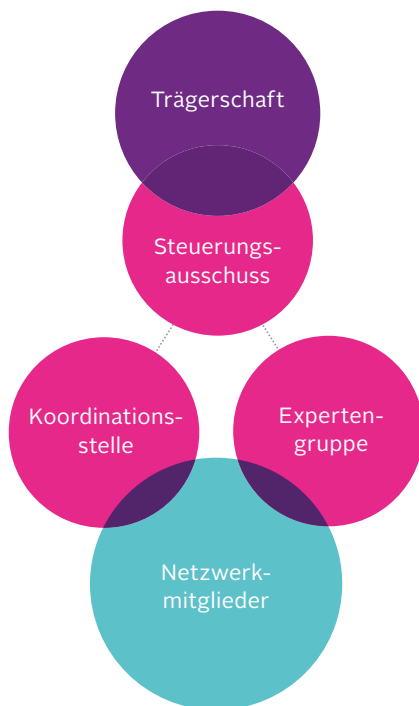 Trägerschaft
Steuerungs-
ausschuss
Koordinations-
stelle
Experten-
gruppe
Netzwerk-
mitglieder